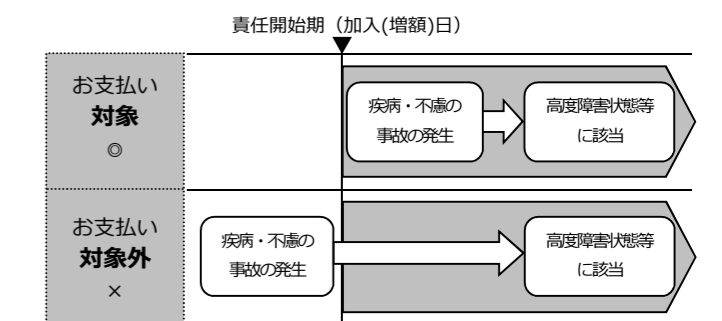 責任開始期（加入(増額)日）
お支払い
対象
◎
疾病・不慮の
事故の発生
高度障害状態等
に該当
お支払い
対象外
×
疾病・不慮の
事故の発生
高度障害状態等
に該当